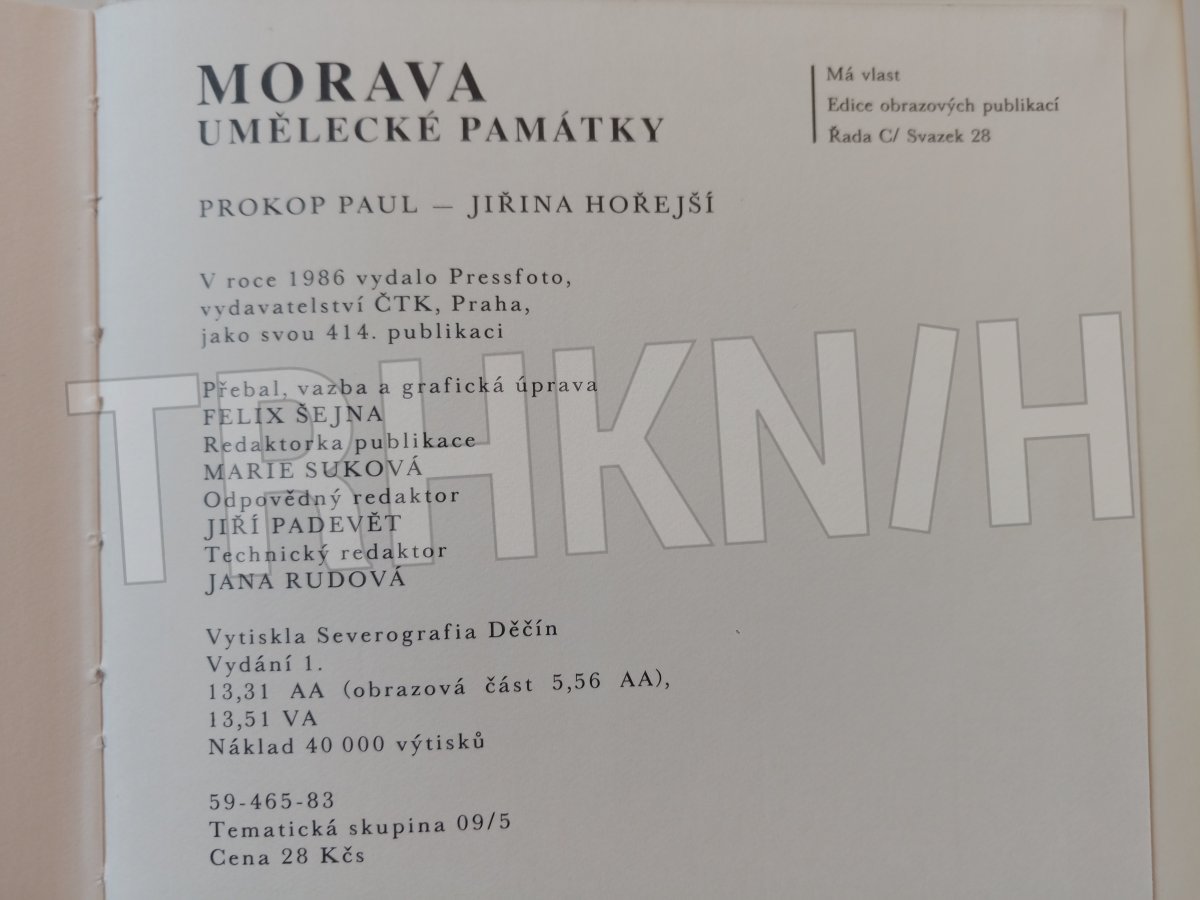 MORAVA
UMĚLECKÉ PAMÁTKY
Má vlast
Edice obrazových publikací
Řada C/ Svazek 28
PROKOP PAUL — JIŘINA HOŘEJŠÍ
V roce 1986 vydalo Pressfoto,
vydavatelství ČTK, Praha,
jako svou 414. publikaci
Přebal, vazba a grafická úprava
FELIX ŠEJNA
Redaktorka publikace
MARIE SUKOVÁ
Odpovědný redaktor
JIŘÍ PADEVĚT
Technický redaktor
JANA RUDOVÁ
Vytiskla Severografia Děčín
Vydání 1.
13,31 AA (obrazová část 5,56 AA),
13,51 VA
Náklad 40 000 výtisků
59-465-83
Tematická skupina 09/5
Cena 28 Kčs
TRHKN/H